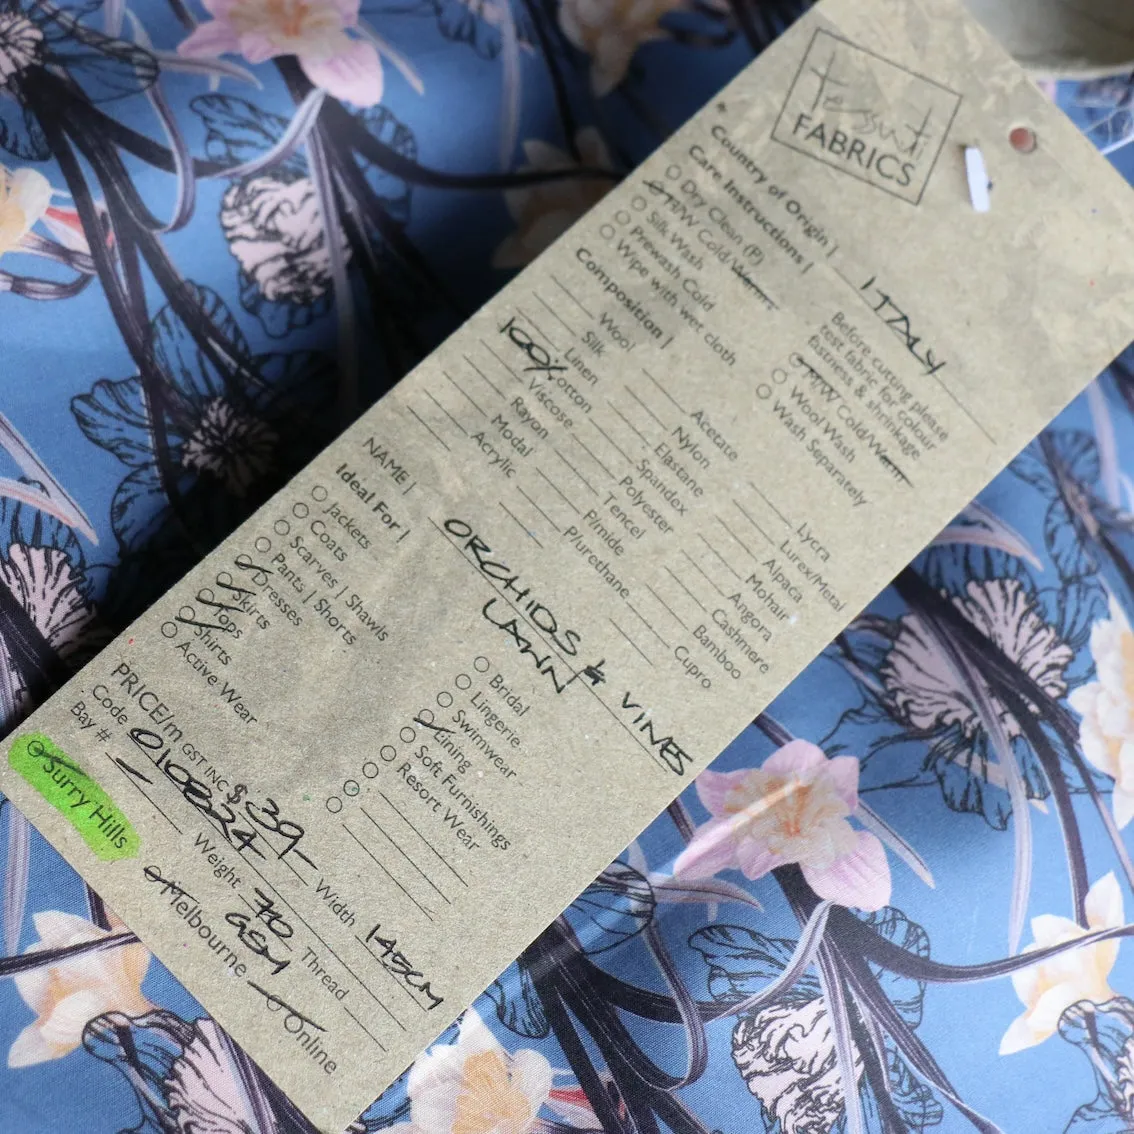 Tessuti
FABRICS
Country of Origin | ITALY
Care Instructions |
Dry Clean (P)
M/W Cold/Warm
Silk Wash
Prewash Cold
Wipe with wet cloth
Before cutting please
test fabric for colour
fastness & shrinkage
M/W Cold/Warm
Wool Wash
Wash Separately
Composition |
Wool
Silk
Linen
100% Cotton
Viscose
Rayon
Modal
Acrylic
Acetate
Nylon
Elastane
Spandex
Polyester
Tencel
P/mide
P/urethane
Lycra
Lurex/Metal
Alpaca
Mohair
Angora
Cashmere
Bamboo
Cupro
NAME | ORCHIDS & VINES
LAWN
Ideal For |
Jackets
Coats
Scarves | Shawls
Pants | Shorts
Dresses
Skirts
Tops
Shirts
Active Wear
Bridal
Lingerie
Swimwear
Lining
Soft Furnishings
Resort Wear
PRICE/m GST INC $39-
Code 010824 Width 145CM
Bay # - Weight 70 GSM Thread
Surry Hills Melbourne Online